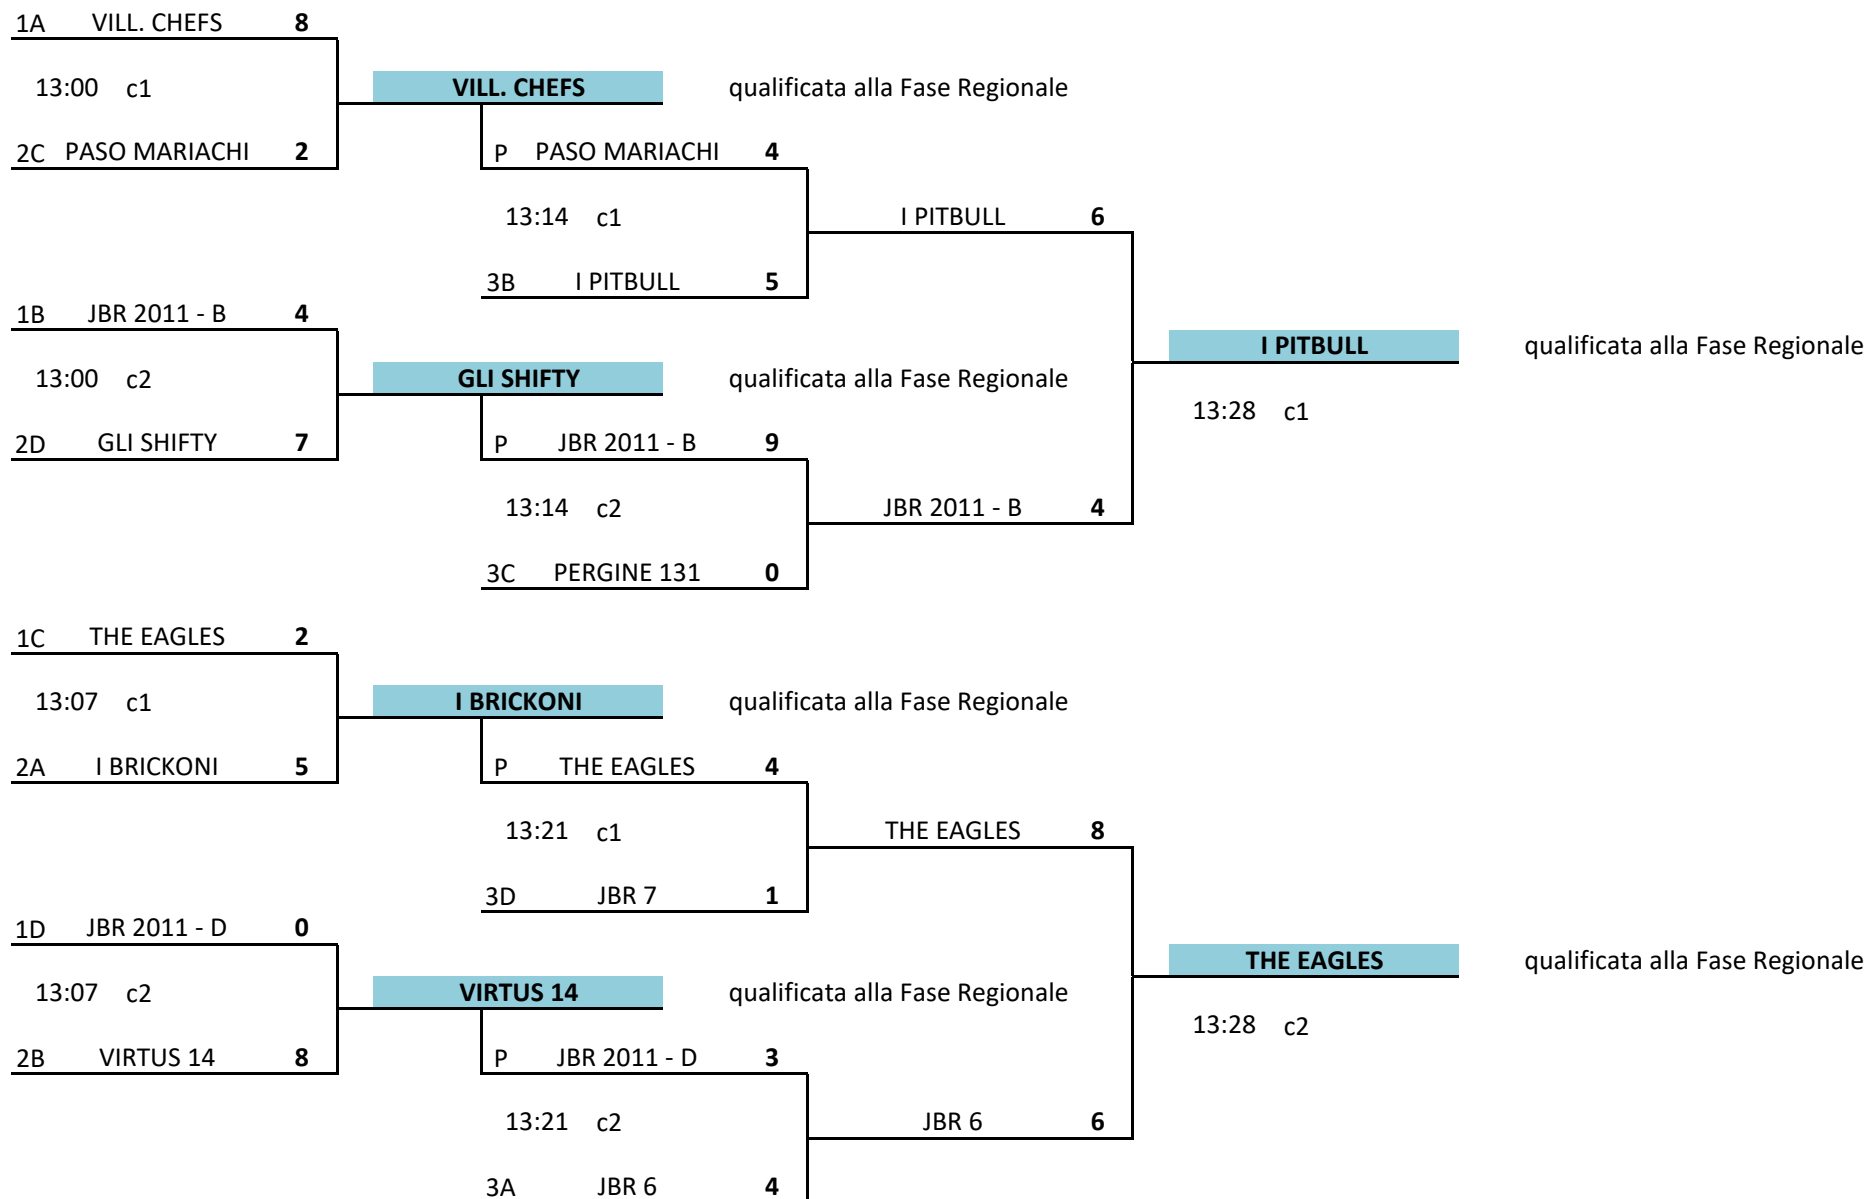 1A VILL. CHEFS 8
13:00 c1
VILL. CHEFS qualificata alla Fase Regionale
2C PASO MARIACHI 2
P PASO MARIACHI 4
13:14 c1
I PITBULL 6
3B I PITBULL 5
1B JBR 2011 - B 4
I PITBULL qualificata alla Fase Regionale
13:00 c2
GLI SHIFTY qualificata alla Fase Regionale
13:28 c1
2D GLI SHIFTY 7
P JBR 2011 - B 9
13:14 c2
JBR 2011 - B 4
3C PERGINE 131 0
1C THE EAGLES 2
13:07 c1
I BRICKONI qualificata alla Fase Regionale
2A I BRICKONI 5
P THE EAGLES 4
13:21 c1
THE EAGLES 8
3D JBR 7 1
1D JBR 2011 - D 0
THE EAGLES qualificata alla Fase Regionale
13:07 c2
VIRTUS 14 qualificata alla Fase Regionale
13:28 c2
2B VIRTUS 14 8
P JBR 2011 - D 3
13:21 c2
JBR 6 6
3A JBR 6 4